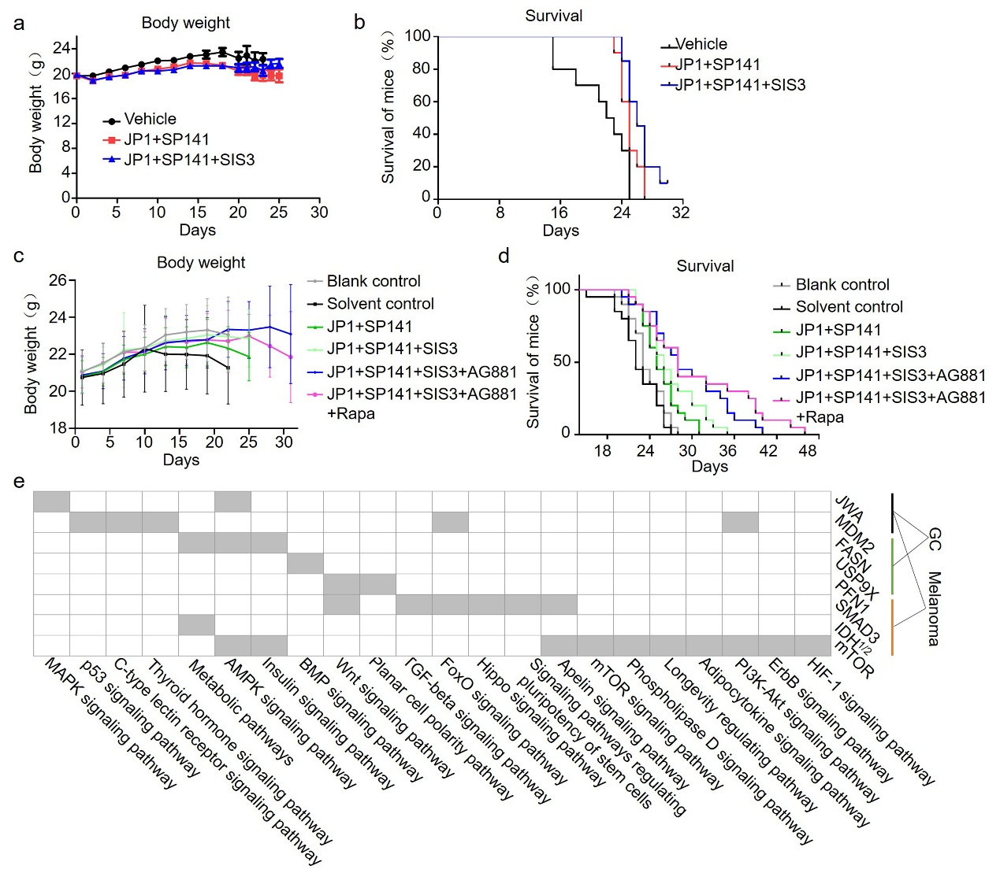 a
Body weight
Body weight (g)
24
20
16
12
8
4
0
0 5 10 15 20 25 30
Days
Vehicle
JP1+SP141
JP1+SP141+SIS3
b
Survival
Survival of mice (%)
100
80
60
40
20
0
0 8 16 24 32
Days
Vehicle
JP1+SP141
JP1+SP141+SIS3
c
Body weight
Body weight (g)
26
24
22
20
18
0 5 10 15 20 25 30
Days
Blank control
Solvent control
JP1+SP141
JP1+SP141+SIS3
JP1+SP141+SIS3+AG881
JP1+SP141+SIS3+AG881
+Rapa
d
Survival
Survival of mice (%)
100
50
0
18 24 30 36 42 48
Days
Blank control
Solvent control
JP1+SP141
JP1+SP141+SIS3
JP1+SP141+SIS3+AG881
JP1+SP141+SIS3+AG881
+Rapa
e
JWA
MDM2
FASN
USP9X
PFN1
SMAD3
IDH1/2
mTOR
GC
Melanoma
MAPK signaling pathway
p53 signaling pathway
C-type lectin receptor signaling pathway
Thyroid hormone signaling pathway
Metabolic pathways
AMPK signaling pathway
Insulin signaling pathway
BMP signaling pathway
Wnt signaling pathway
Planar cell polarity pathway
TGF-beta signaling pathway
FoxO signaling pathway
Hippo signaling pathway
Signaling pathways regulating
pluripotency of stem cells
Apelin signaling pathway
mTOR signaling pathway
Phospholipase D signaling pathway
Longevity regulating pathway
Adipocytokine signaling pathway
PI3K-Akt signaling pathway
ErbB signaling pathway
HIF-1 signaling pathway